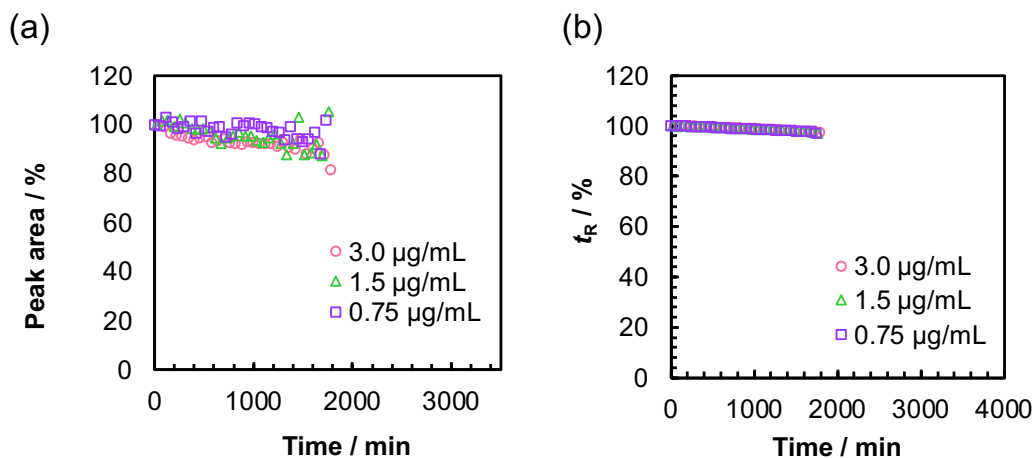 (a)
120
100
80
60
40
20
0
Peak area / %
3.0 μg/mL
1.5 μg/mL
0.75 μg/mL
0 1000 2000 3000
Time / min
(b)
120
100
80
60
40
20
0
tR / %
3.0 μg/mL
1.5 μg/mL
0.75 μg/mL
0 1000 2000 3000 4000
Time / min